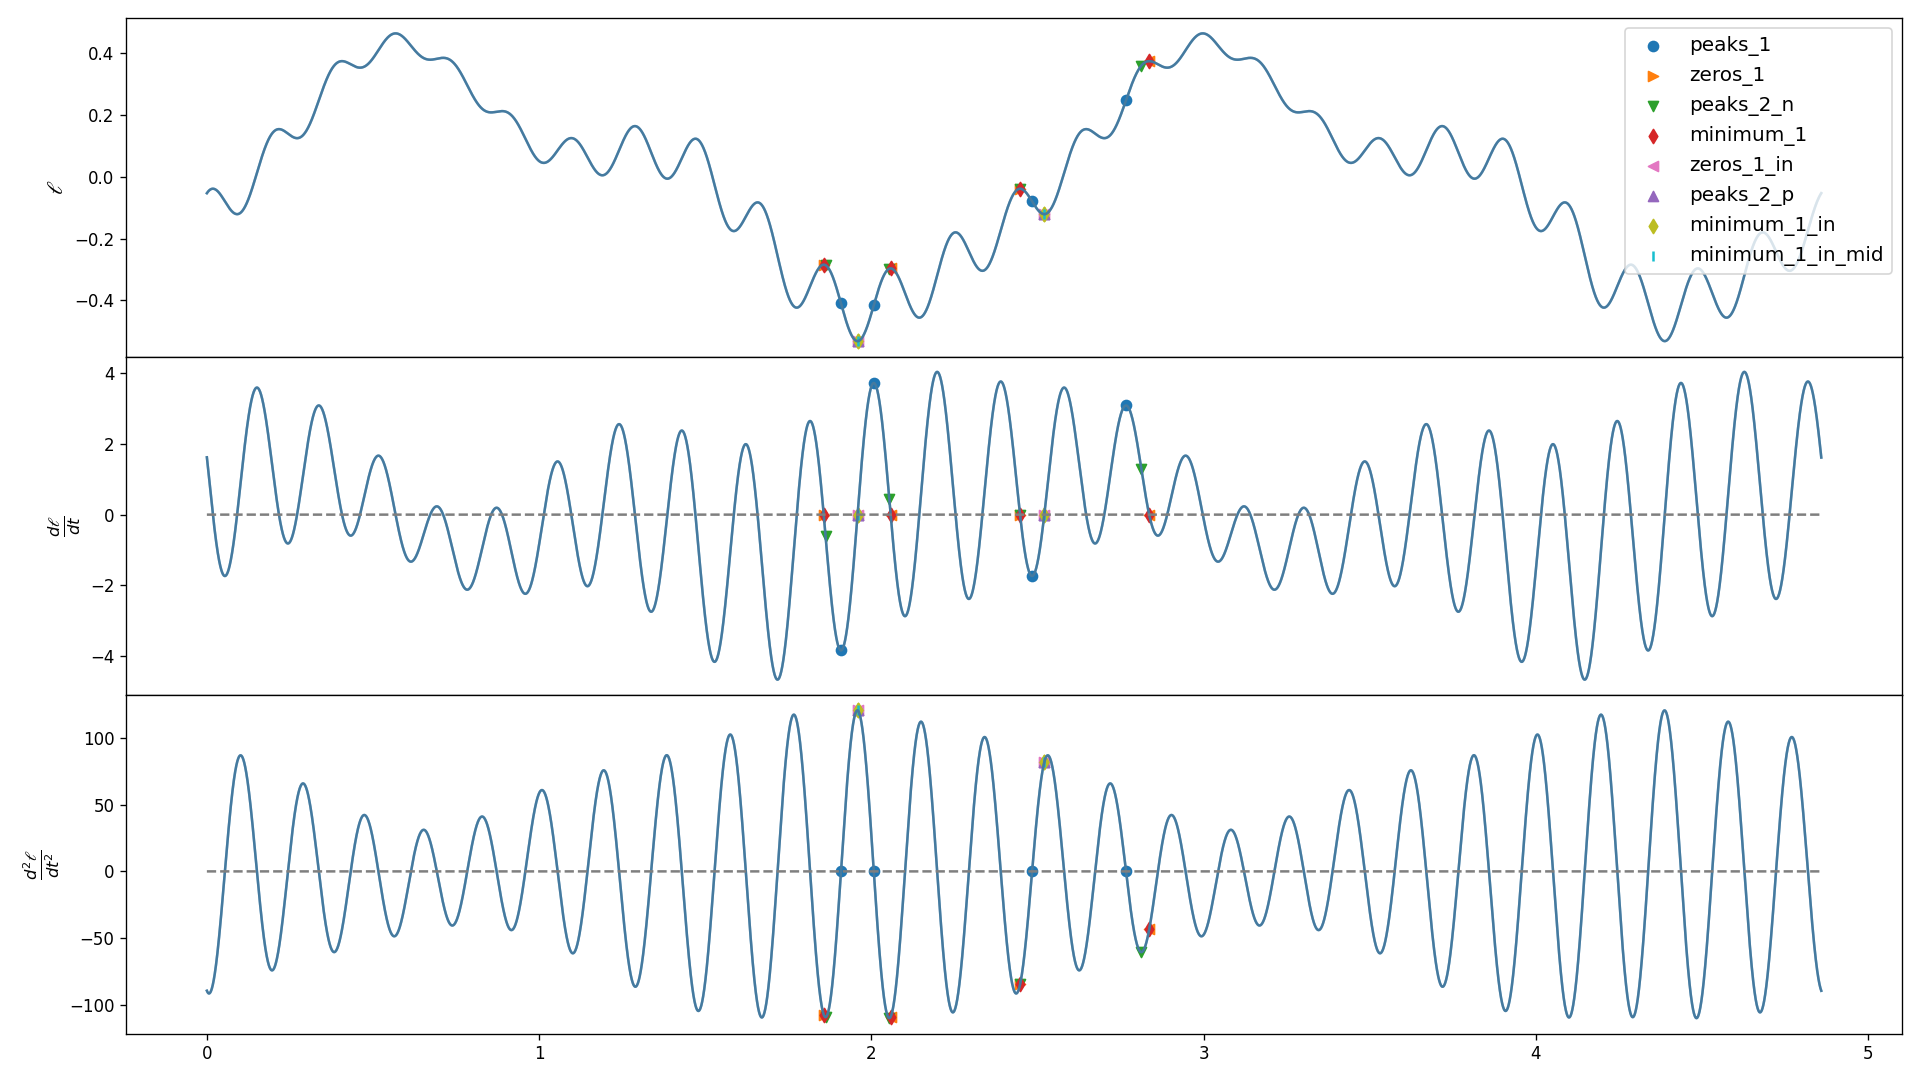 0.4
0.2
0.0
−0.2
−0.4
ℓ
peaks_1
zeros_1
peaks_2_n
minimum_1
zeros_1_in
peaks_2_p
minimum_1_in
minimum_1_in_mid
4
2
0
−2
−4
dℓ
dt
100
50
0
−50
−100
d²ℓ
dt²
0 1 2 3 4 5